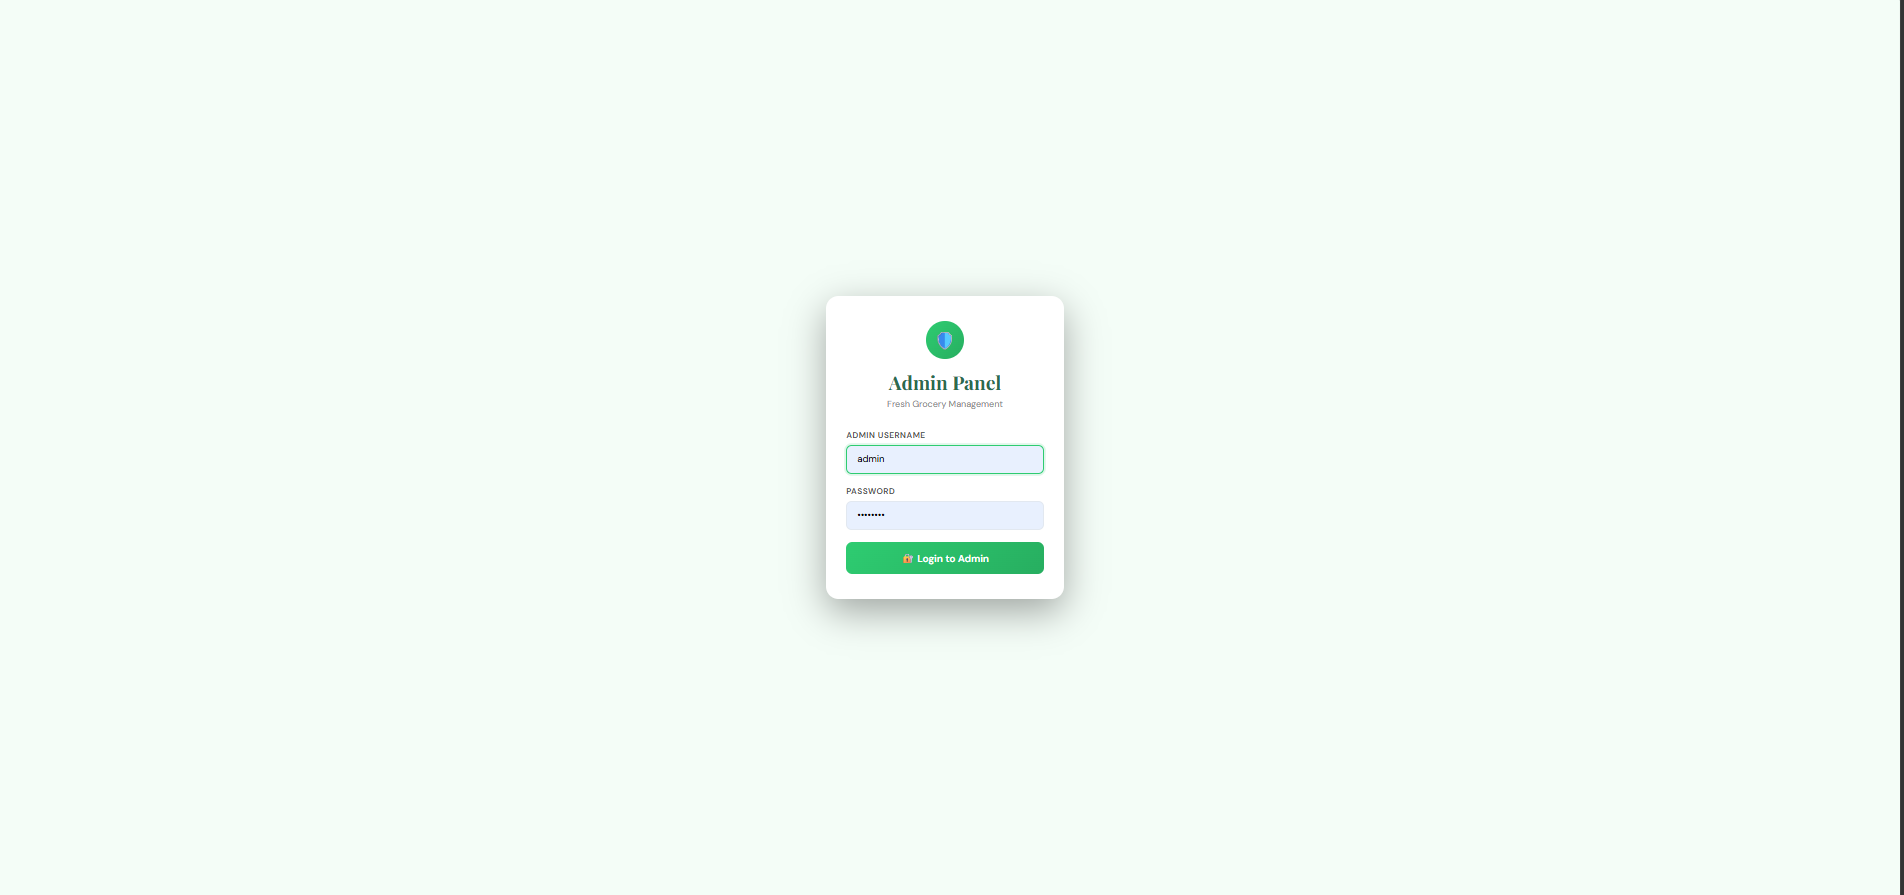 Admin Panel
Fresh Grocery Management
ADMIN USERNAME
admin
PASSWORD
••••••••
Login to Admin